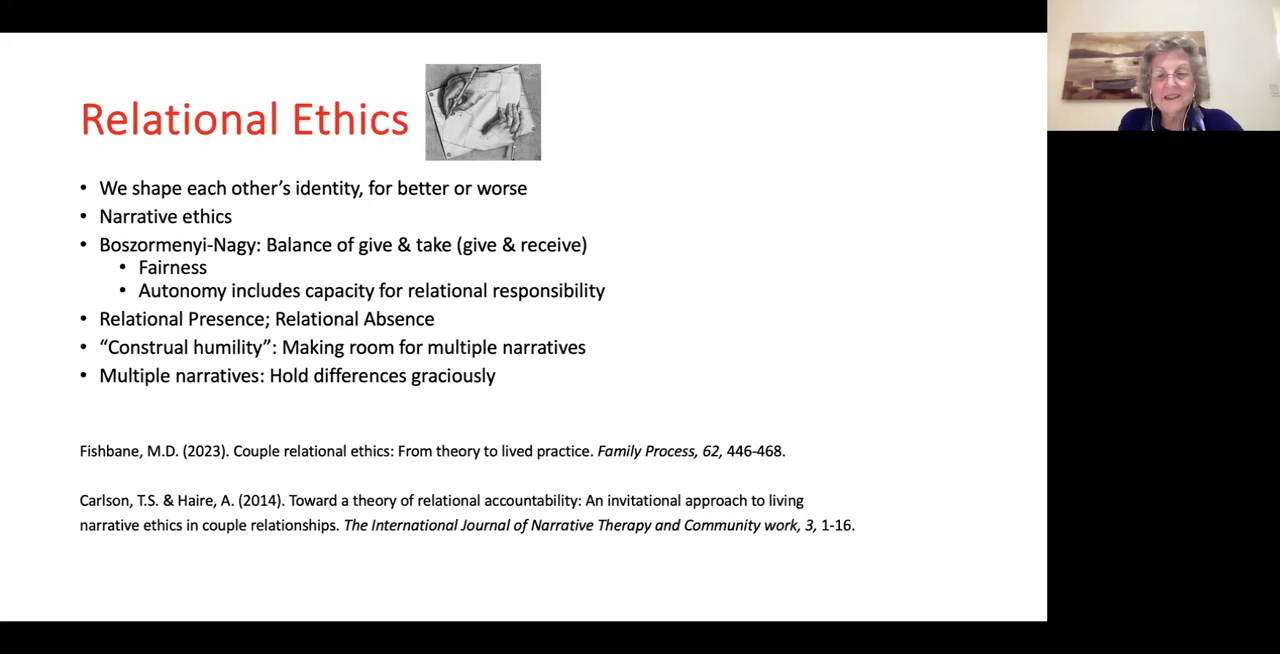 Relational Ethics
• We shape each other's identity, for better or worse
• Narrative ethics
• Boszormenyi-Nagy: Balance of give & take (give & receive)
• Fairness
• Autonomy includes capacity for relational responsibility
• Relational Presence; Relational Absence
• “Construal humility”: Making room for multiple narratives
• Multiple narratives: Hold differences graciously
Fishbane, M.D. (2023). Couple relational ethics: From theory to lived practice. Family Process, 62, 446-468.
Carlson, T.S. & Haire, A. (2014). Toward a theory of relational accountability: An invitational approach to living
narrative ethics in couple relationships. The International Journal of Narrative Therapy and Community work, 3, 1-16.